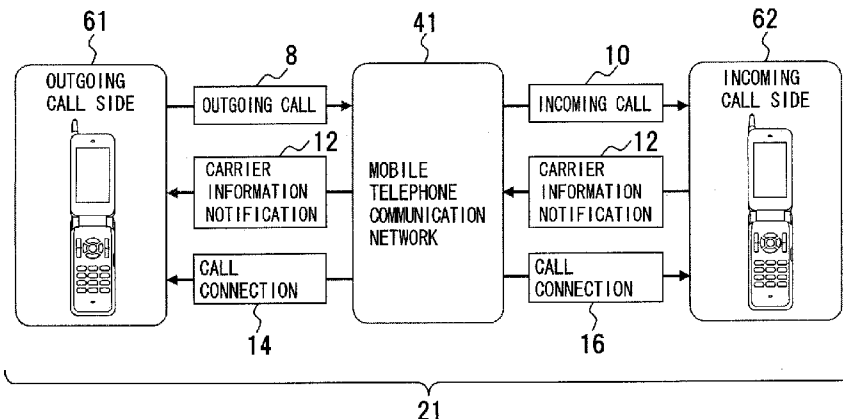 61
8
41
10
62
OUTGOING
CALL SIDE
OUTGOING CALL
INCOMING CALL
INCOMING
CALL SIDE
12
12
CARRIER
INFORMATION
NOTIFICATION
MOBILE
TELEPHONE
COMMUNICATION
NETWORK
CARRIER
INFORMATION
NOTIFICATION
CALL
CONNECTION
CALL
CONNECTION
14
16
21